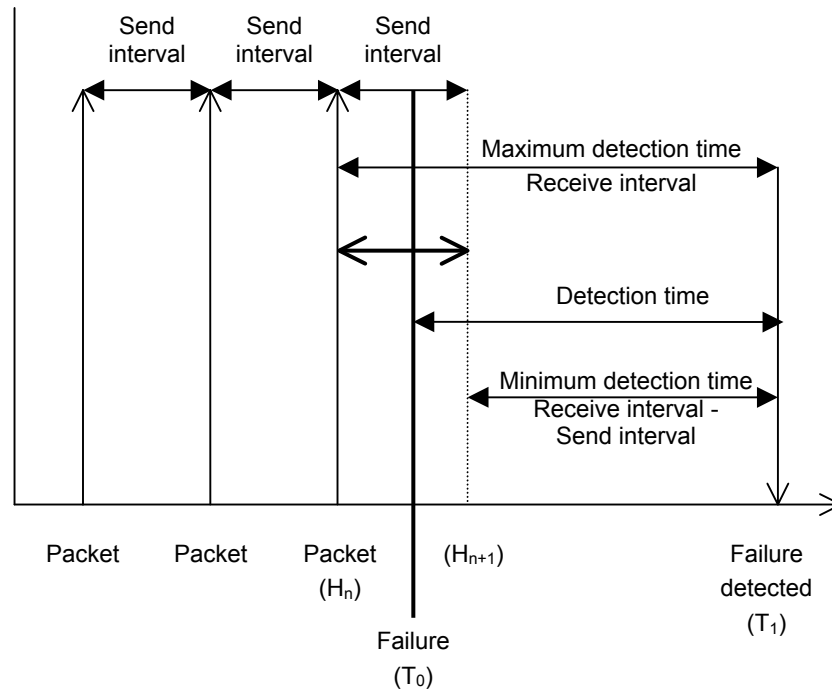 Send
interval
Send
interval
Send
interval
Maximum detection time
Receive interval
Detection time
Minimum detection time
Receive interval -
Send interval
Packet
Packet
Packet
(Hn)
(Hn+1)
Failure
detected
(T1)
Failure
(T0)